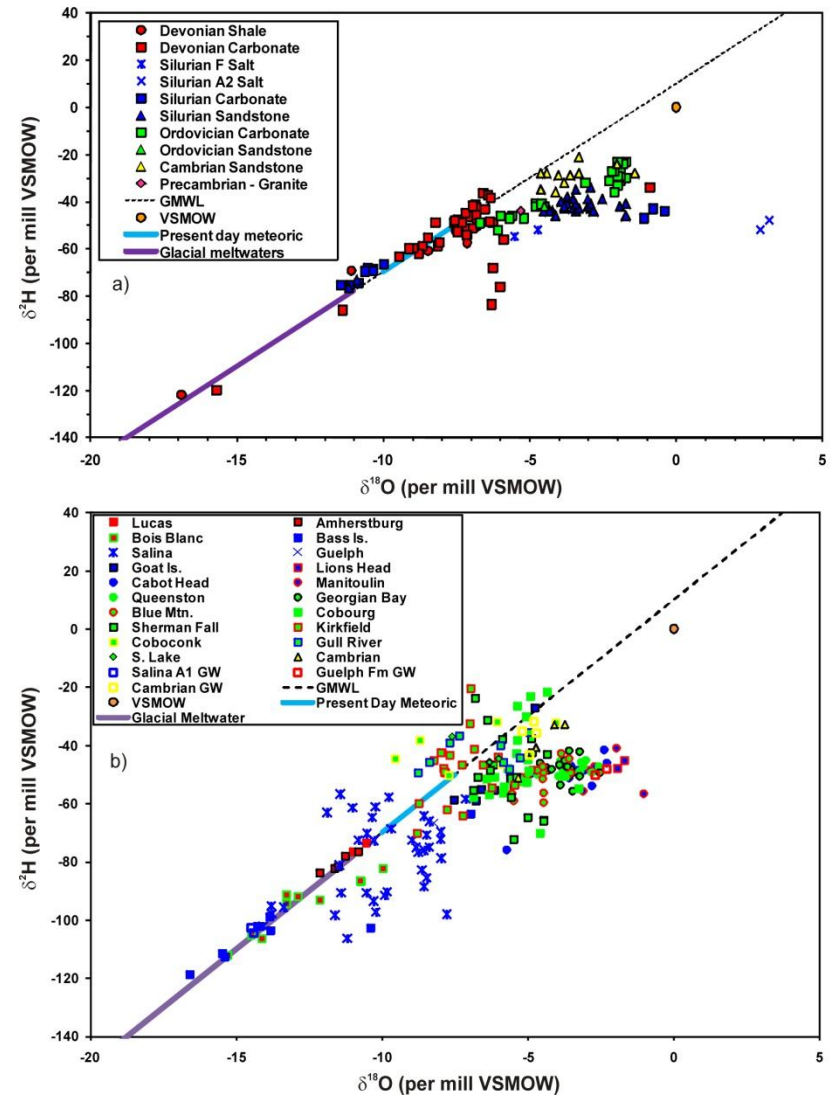 40
20
0
-20
-40
-60
-80
-100
-120
-140
δ²H (per mill VSMOW)
Devonian Shale
Devonian Carbonate
Silurian F Salt
Silurian A2 Salt
Silurian Carbonate
Silurian Sandstone
Ordovician Carbonate
Ordovician Sandstone
Cambrian Sandstone
Precambrian - Granite
GMWL
VSMOW
Present day meteoric
Glacial meltwaters
a)
-20 -15 -10 -5 0 5
δ¹⁸O (per mill VSMOW)
40
20
0
-20
-40
-60
-80
-100
-120
-140
δ²H (per mill VSMOW)
Lucas Amherstburg
Bois Blanc Bass Is.
Salina Guelph
Goat Is. Lions Head
Cabot Head Manitoulin
Queenston Georgian Bay
Blue Mtn. Cobourg
Sherman Fall Kirkfield
Coboconk Gull River
S. Lake Cambrian
Salina A1 GW Guelph Fm GW
Cambrian GW GMWL
VSMOW Present Day Meteoric
Glacial Meltwater
b)
-20 -15 -10 -5 0 5
δ¹⁸O (per mill VSMOW)